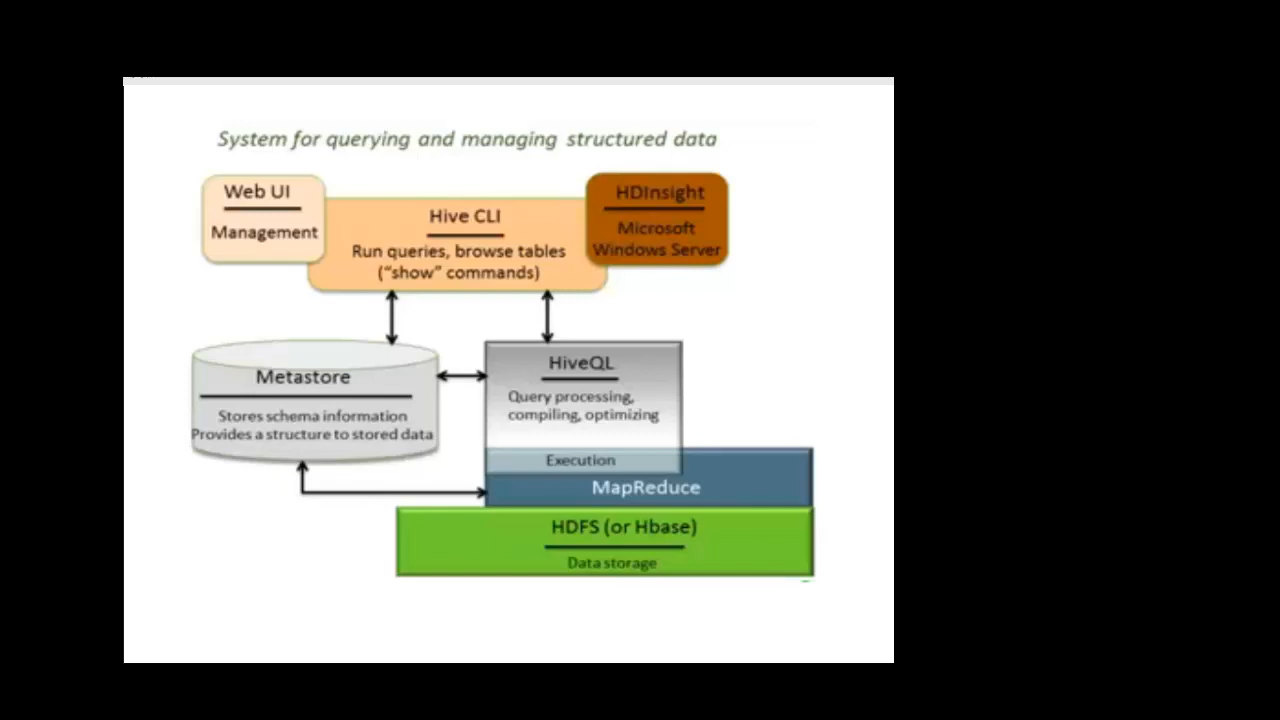 System for querying and managing structured data
Web UI
Management
Hive CLI
Run queries, browse tables
(“show” commands)
HDInsight
Microsoft
Windows Server
Metastore
Stores schema information
Provides a structure to stored data
HiveQL
Query processing,
compiling, optimizing
Execution
MapReduce
HDFS (or Hbase)
Data storage